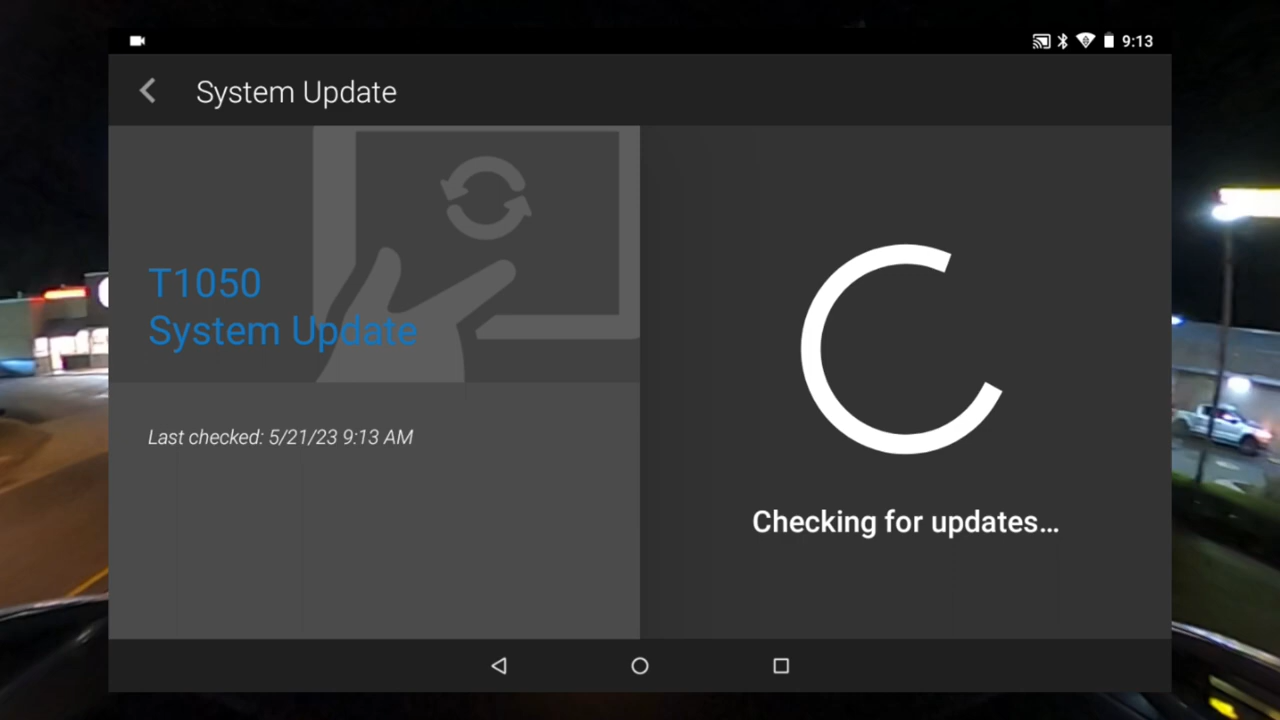 9:13
System Update
T1050
System Update
Last checked: 5/21/23 9:13 AM
Checking for updates...